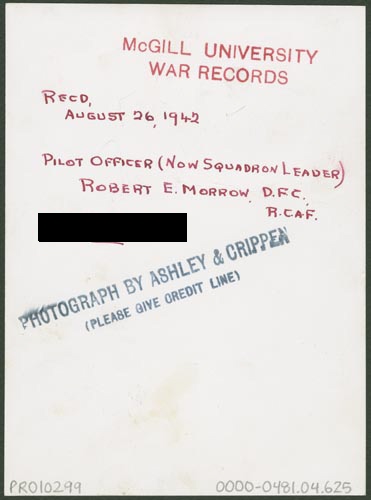 McGILL UNIVERSITY
WAR RECORDS
RECD,
AUGUST 26, 1942
PILOT OFFICER (NOW SQUADRON LEADER)
ROBERT E. MORROW, D.F.C.,
R.C.A.F.
PHOTOGRAPH BY ASHLEY & CRIPPEN
(PLEASE GIVE CREDIT LINE)
PR010299
0000-0481.04.625